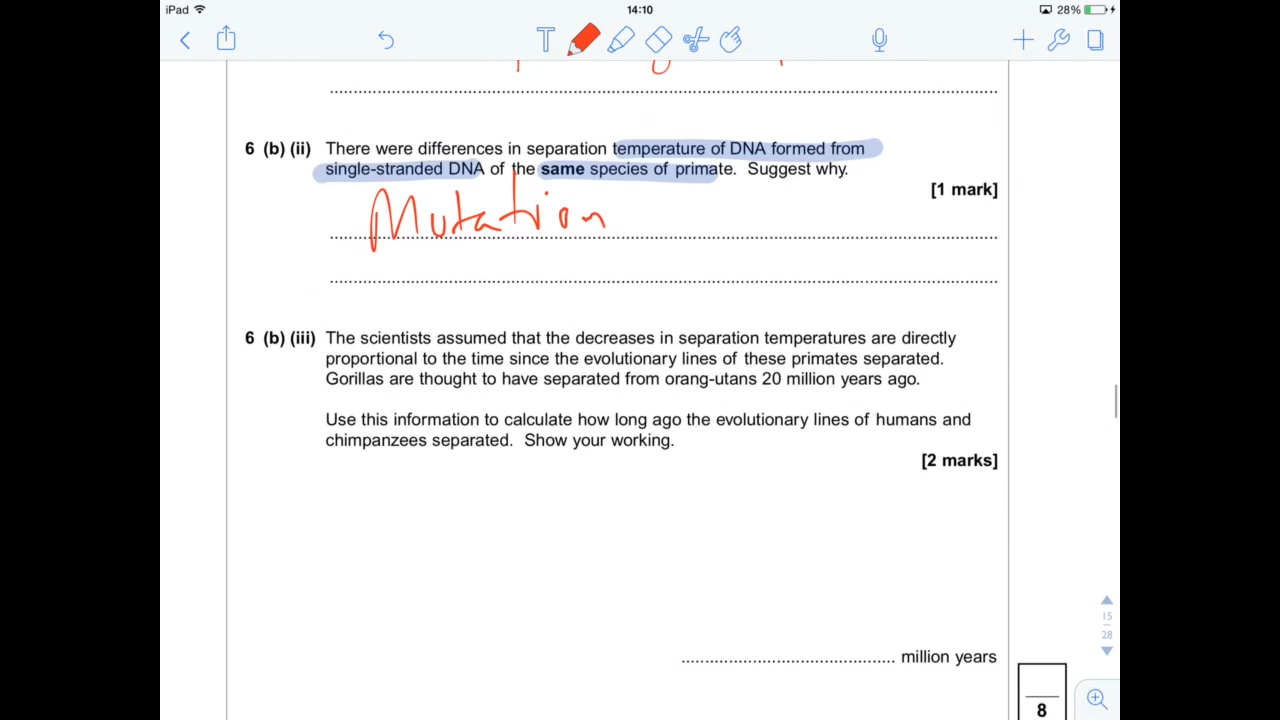 iPad 14:10 28%
6 (b) (ii) There were differences in separation temperature of DNA formed from
single-stranded DNA of the same species of primate. Suggest why.
[1 mark]
Mutation
6 (b) (iii) The scientists assumed that the decreases in separation temperatures are directly
proportional to the time since the evolutionary lines of these primates separated.
Gorillas are thought to have separated from orang-utans 20 million years ago.
Use this information to calculate how long ago the evolutionary lines of humans and
chimpanzees separated. Show your working.
[2 marks]
15
28
million years
8